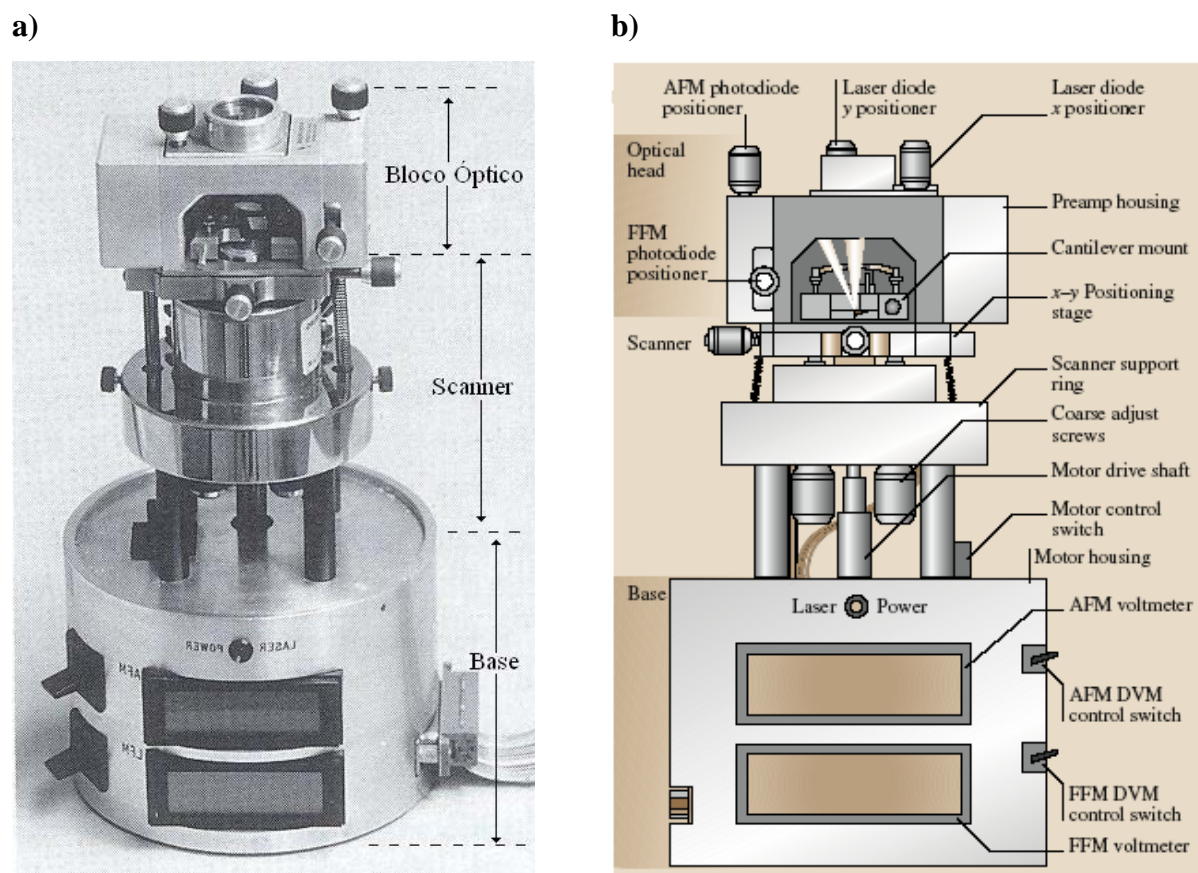 a)
Bloco Óptico
Scanner
LASER POWER
AFM
LFM
Base
b)
AFM photodiode
positioner
Laser diode
y positioner
Laser diode
x positioner
Optical
head
Preamp housing
FFM
photodiode
positioner
Cantilever mount
x–y Positioning
stage
Scanner
Scanner support
ring
Coarse adjust
screws
Motor drive shaft
Motor control
switch
Motor housing
Base
Laser Power
AFM voltmeter
AFM DVM
control switch
FFM DVM
control switch
FFM voltmeter